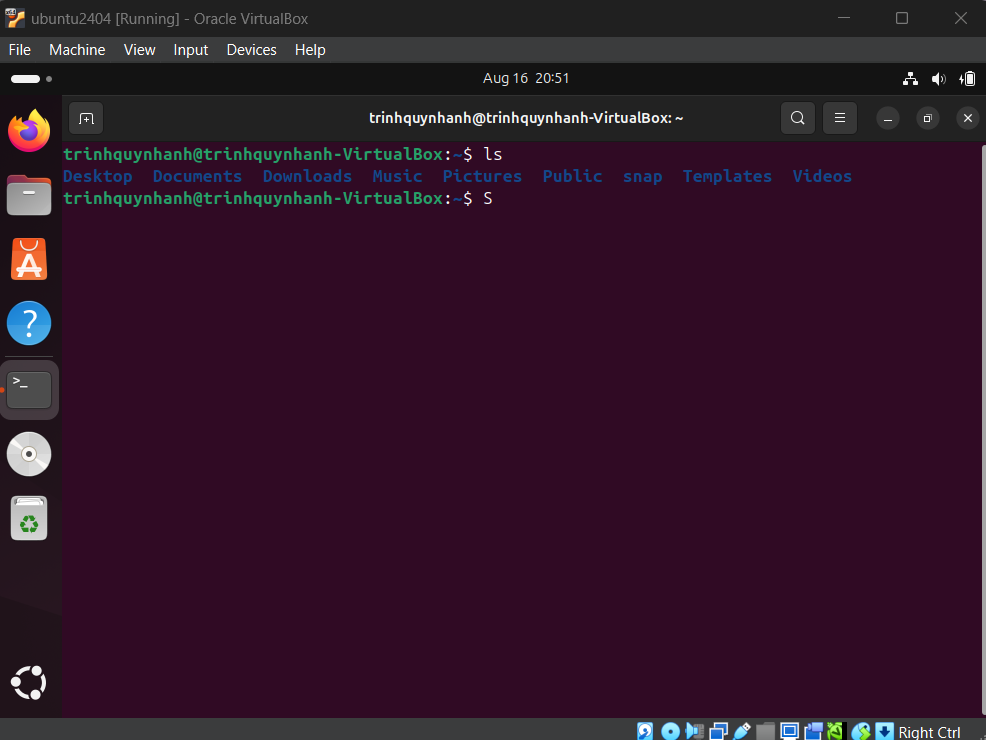 ubuntu2404 [Running] - Oracle VirtualBox
File Machine View Input Devices Help
Aug 16 20:51
trinhquynhanh@trinhquynhanh-VirtualBox: ~
trinhquynhanh@trinhquynhanh-VirtualBox:~$ ls
Desktop Documents Downloads Music Pictures Public snap Templates Videos
trinhquynhanh@trinhquynhanh-VirtualBox:~$ S
Right Ctrl